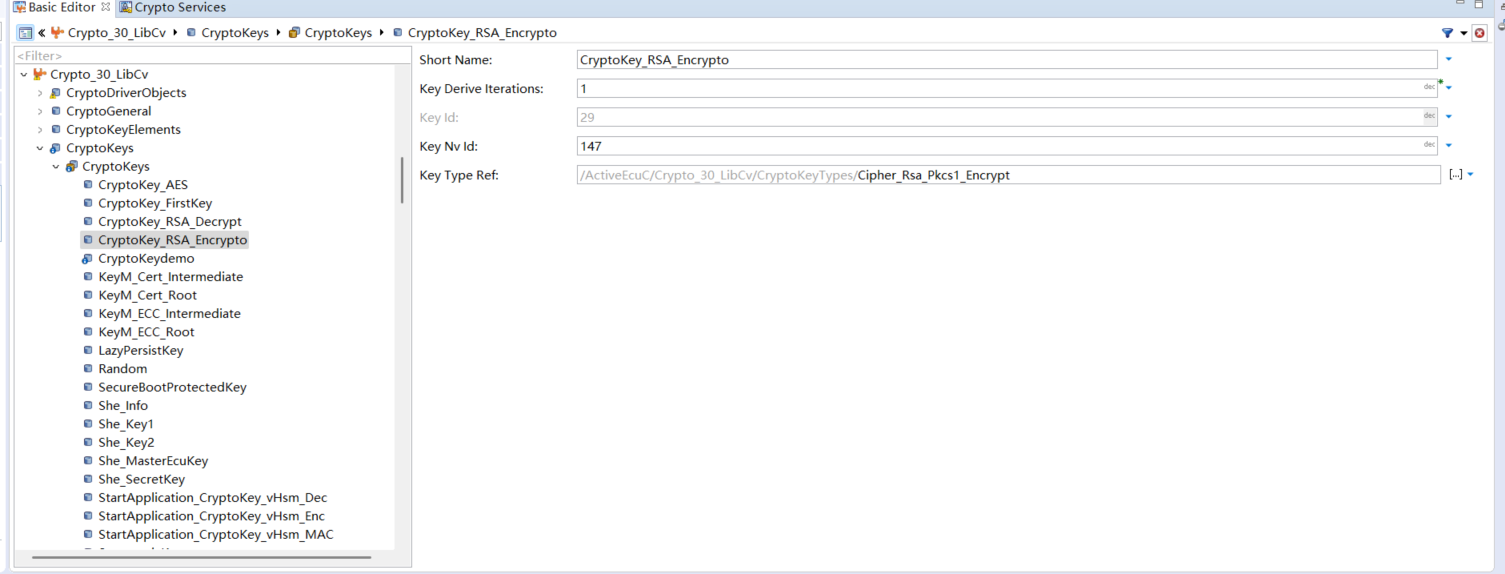 Basic Editor Crypto Services
Crypto_30_LibCv CryptoKeys CryptoKeys CryptoKey_RSA_Encrypto
<Filter>
Crypto_30_LibCv
CryptoDriverObjects
CryptoGeneral
CryptoKeyElements
CryptoKeys
CryptoKeys
CryptoKey_AES
CryptoKey_FirstKey
CryptoKey_RSA_Decrypt
CryptoKey_RSA_Encrypto
CryptoKeydemo
KeyM_Cert_Intermediate
KeyM_Cert_Root
KeyM_ECC_Intermediate
KeyM_ECC_Root
LazyPersistKey
Random
SecureBootProtectedKey
She_Info
She_Key1
She_Key2
She_MasterEcuKey
She_SecretKey
StartApplication_CryptoKey_vHsm_Dec
StartApplication_CryptoKey_vHsm_Enc
StartApplication_CryptoKey_vHsm_MAC
Short Name: CryptoKey_RSA_Encrypto
Key Derive Iterations: 1 dec
Key Id: 29 dec
Key Nv Id: 147 dec
Key Type Ref: /ActiveEcuC/Crypto_30_LibCv/CryptoKeyTypes/Cipher_Rsa_Pkcs1_Encrypt [...]